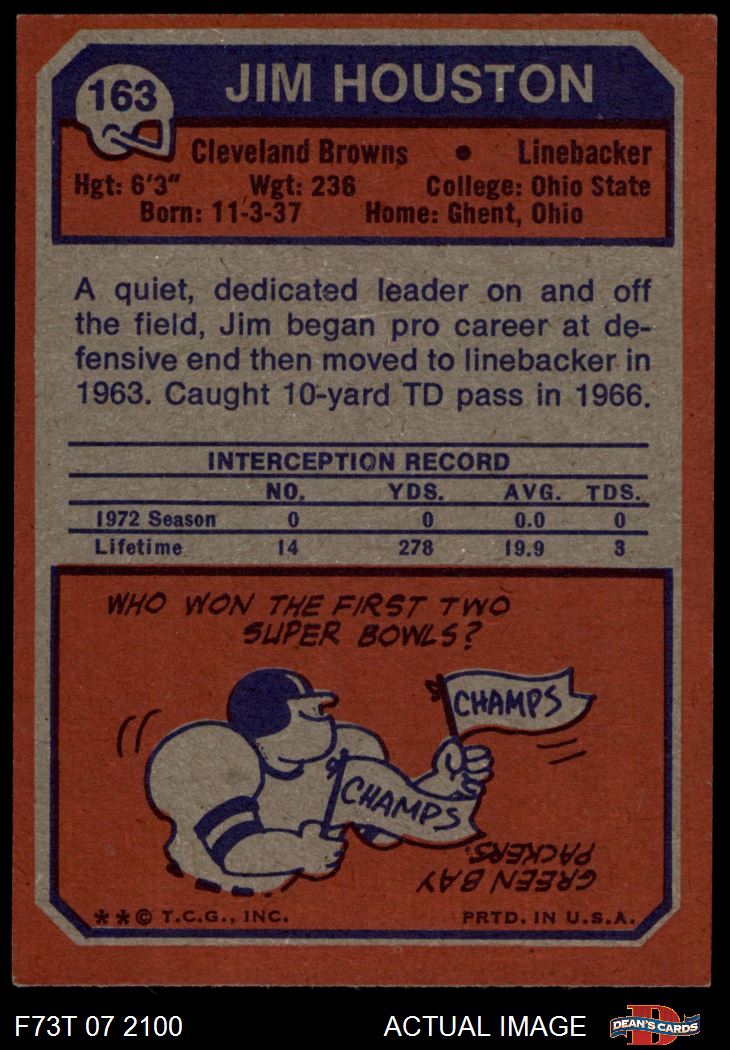 163
JIM HOUSTON
Cleveland Browns • Linebacker
Hgt: 6'3" Wgt: 236 College: Ohio State
Born: 11-3-37 Home: Ghent, Ohio
A quiet, dedicated leader on and off
the field, Jim began pro career at de-
fensive end then moved to linebacker in
1963. Caught 10-yard TD pass in 1966.
INTERCEPTION RECORD
NO. YDS. AVG. TDS.
1972 Season 0 0 0.0 0
Lifetime 14 278 19.9 3
WHO WON THE FIRST TWO
SUPER BOWLS?
CHAMPS
CHAMPS
GREEN BAY
PACKERS.
**© T.C.G., INC. PRTD. IN U.S.A.
F73T 07 2100 ACTUAL IMAGE
DEAN'S CARDS